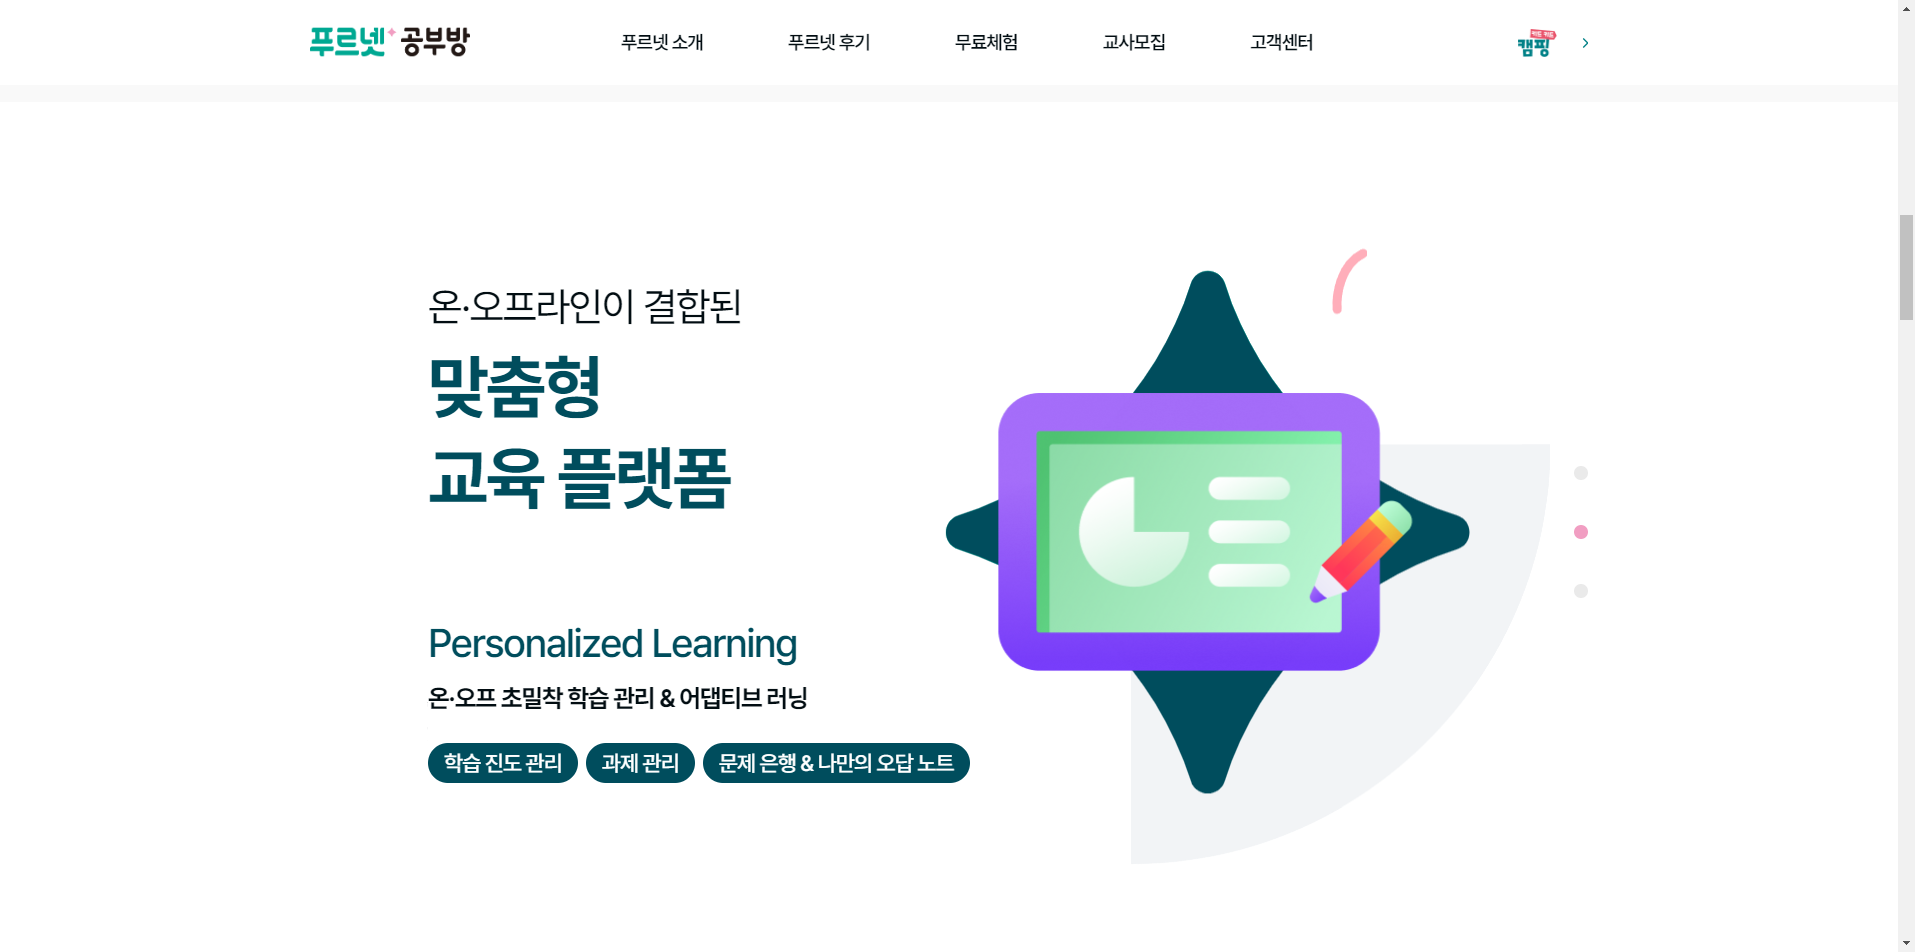 푸르넷 공부방
푸르넷 소개
푸르넷 후기
무료체험
교사모집
고객센터
캠핑
온·오프라인이 결합된
맞춤형
교육 플랫폼
Personalized Learning
온·오프 초밀착 학습 관리 & 어댑티브 러닝
학습 진도 관리
과제 관리
문제 은행 & 나만의 오답 노트